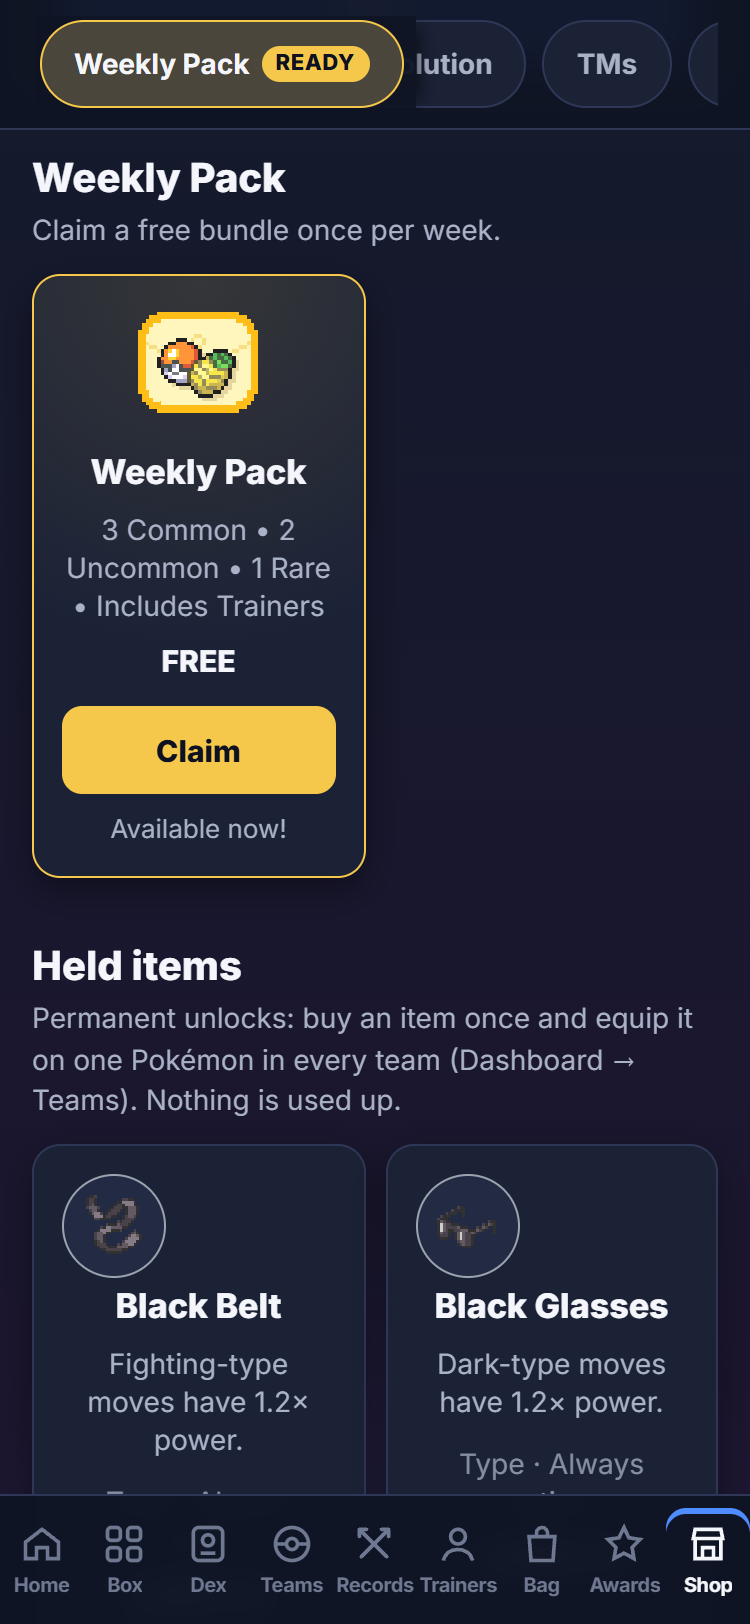 Weekly Pack READY
lution
TMs
Weekly Pack
Claim a free bundle once per week.
Weekly Pack
3 Common • 2
Uncommon • 1 Rare
• Includes Trainers
FREE
Claim
Available now!
Held items
Permanent unlocks: buy an item once and equip it
on one Pokémon in every team (Dashboard →
Teams). Nothing is used up.
Black Belt
Fighting-type
moves have 1.2×
power.
Black Glasses
Dark-type moves
have 1.2× power.
Type · Always
Home
Box
Dex
Teams
Records
Trainers
Bag
Awards
Shop